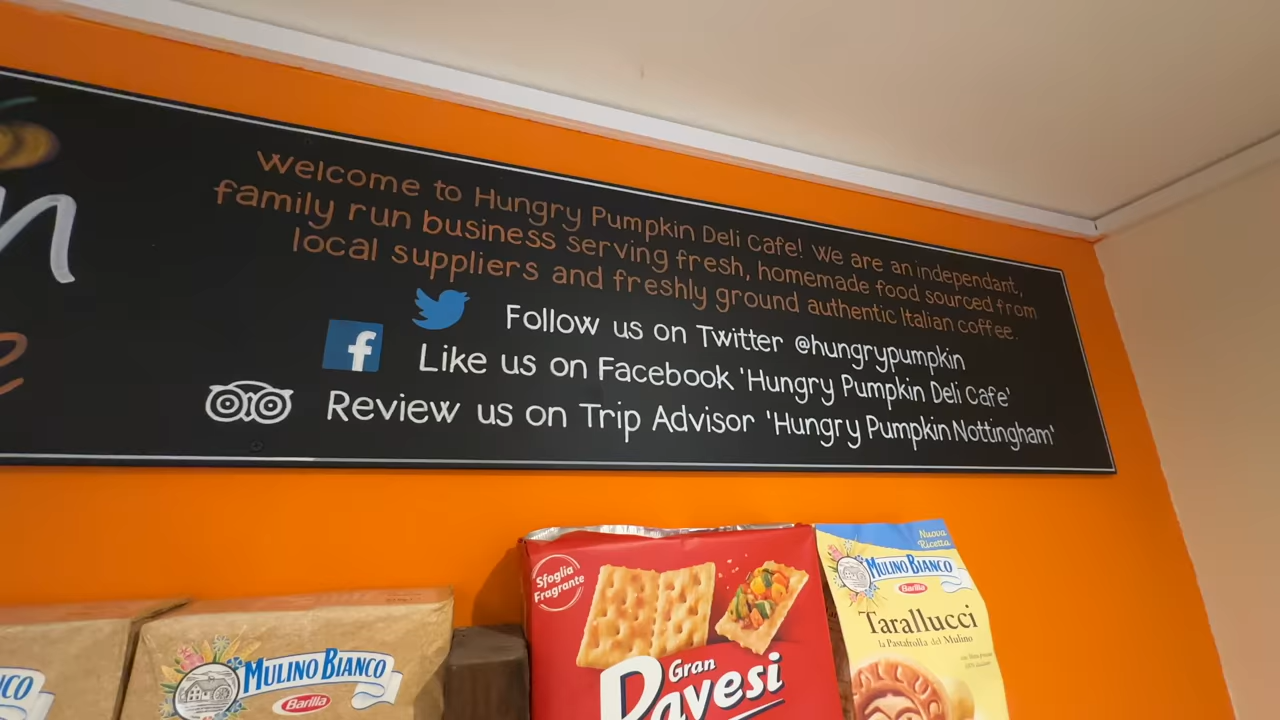 n
e
Welcome to Hungry Pumpkin Deli Cafe! We are an independant,
family run business serving fresh, homemade food sourced from
local suppliers and freshly ground authentic Italian coffee.
Follow us on Twitter @hungrypumpkin
f
Like us on Facebook 'Hungry Pumpkin Deli Cafe'
Review us on Trip Advisor 'Hungry Pumpkin Nottingham'
MULINO BIANCO
Barilla
Sfoglia
Fragrante
Gran
Pavesi
Nuova
Ricetta
MULINO BIANCO
Barilla
Tarallucci
la Pastafrolla del Mulino